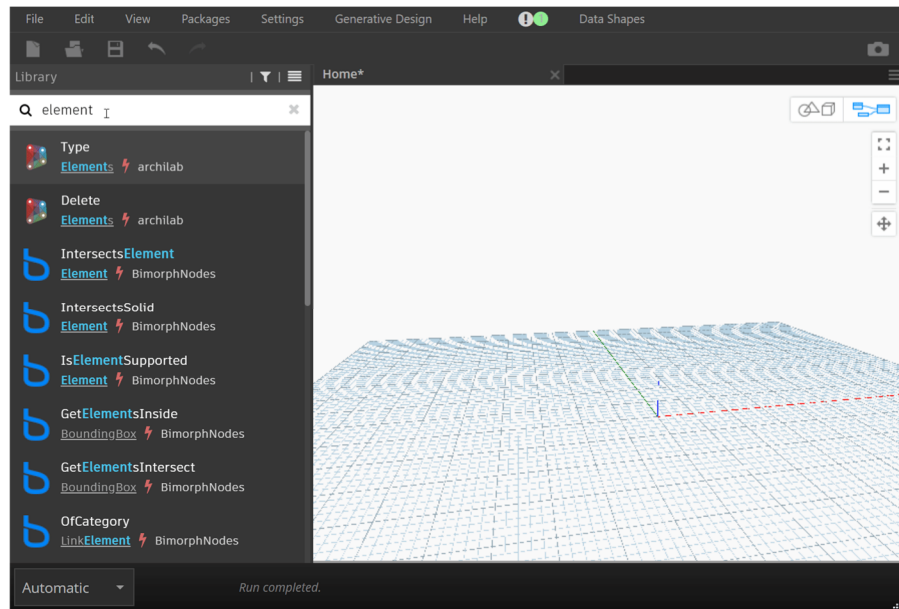 File Edit View Packages Settings Generative Design Help ! 1 Data Shapes
Library
Home*
element
Type
Elements archilab
Delete
Elements archilab
IntersectsElement
Element BimorphNodes
IntersectsSolid
Element BimorphNodes
IsElementSupported
Element BimorphNodes
GetElementsInside
BoundingBox BimorphNodes
GetElementsIntersect
BoundingBox BimorphNodes
OfCategory
LinkElement BimorphNodes
Automatic
Run completed.